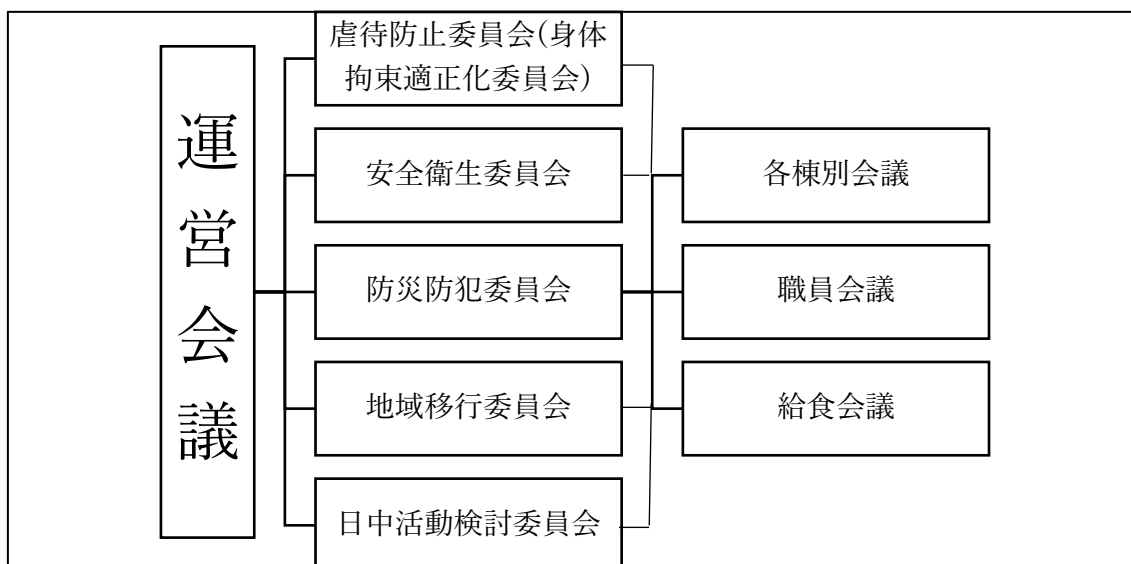 運営会議
虐待防止委員会(身体
拘束適正化委員会)
安全衛生委員会
防災防犯委員会
地域移行委員会
日中活動検討委員会
各棟別会議
職員会議
給食会議